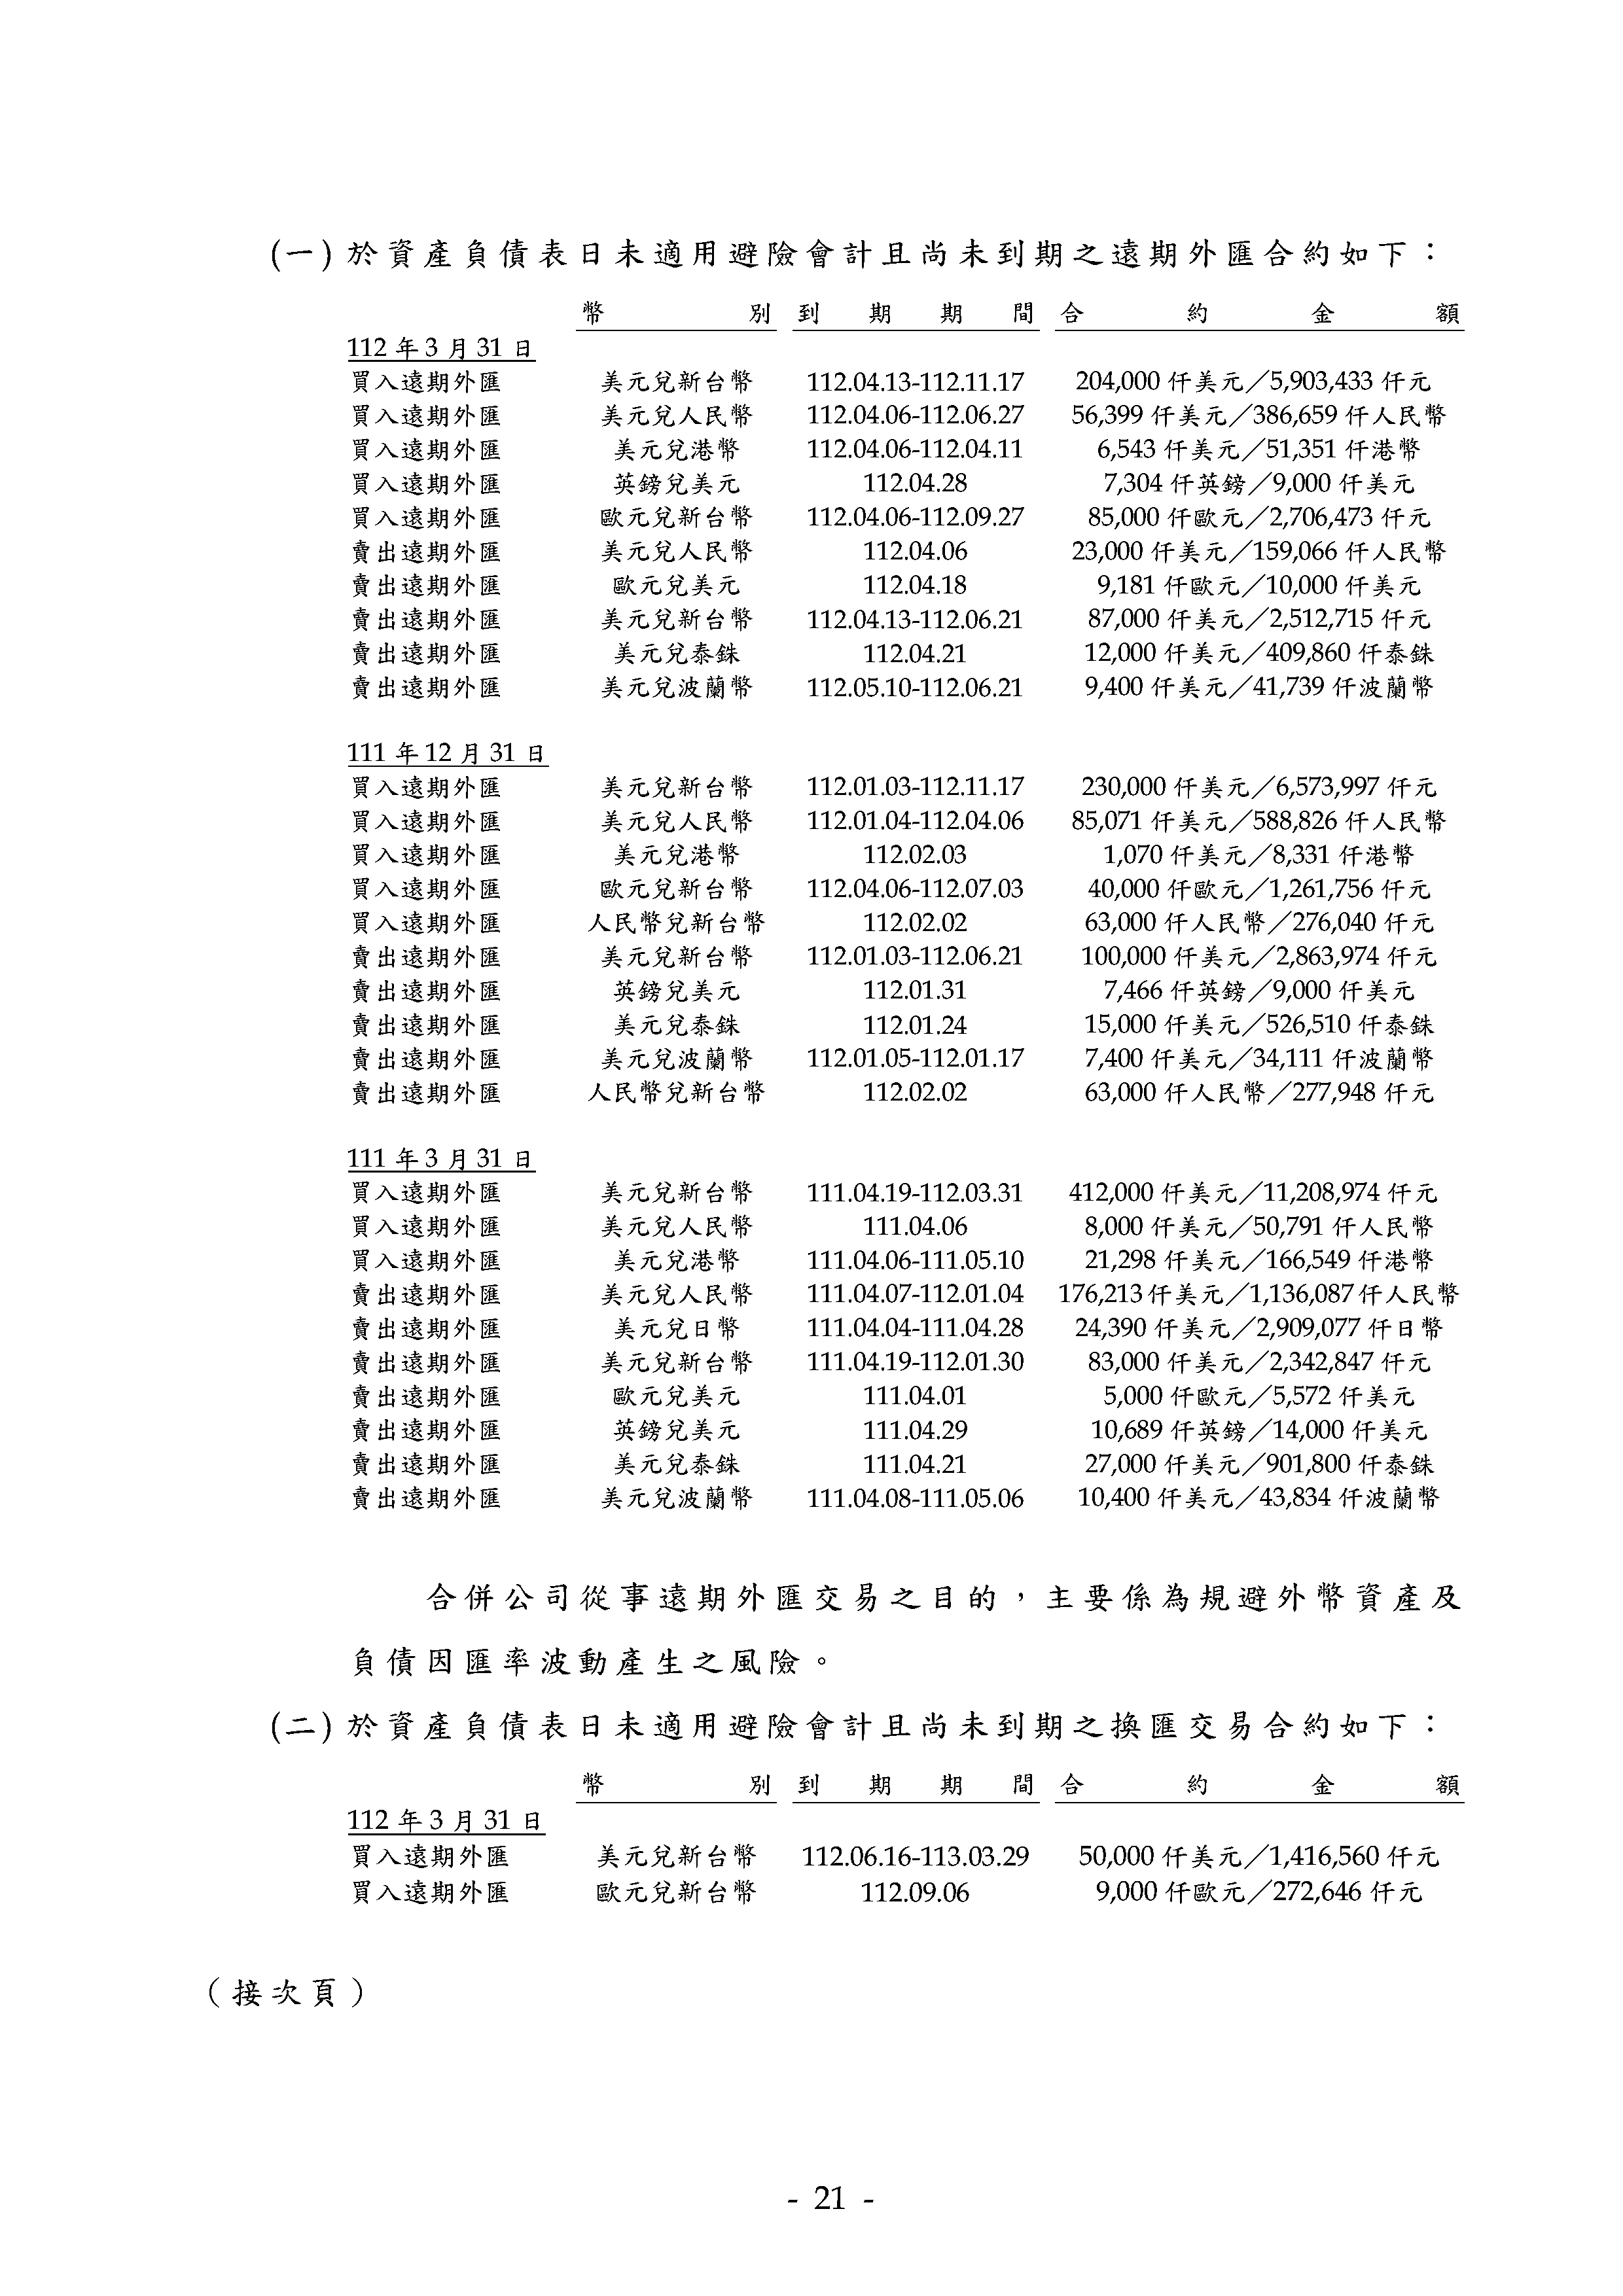 (一)於資產負債表日未適用避險會計且尚未到期之遠期外匯合約如下：
幣別 到期期間 合約金額
112 年 3 月 31 日
買入遠期外匯 美元兌新台幣 112.04.13-112.11.17 204,000 仟美元／5,903,433 仟元
買入遠期外匯 美元兌人民幣 112.04.06-112.06.27 56,399 仟美元／386,659 仟人民幣
買入遠期外匯 美元兌港幣 112.04.06-112.04.11 6,543 仟美元／51,351 仟港幣
買入遠期外匯 英鎊兌美元 112.04.28 7,304 仟英鎊／9,000 仟美元
買入遠期外匯 歐元兌新台幣 112.04.06-112.09.27 85,000 仟歐元／2,706,473 仟元
賣出遠期外匯 美元兌人民幣 112.04.06 23,000 仟美元／159,066 仟人民幣
賣出遠期外匯 歐元兌美元 112.04.18 9,181 仟歐元／10,000 仟美元
賣出遠期外匯 美元兌新台幣 112.04.13-112.06.21 87,000 仟美元／2,512,715 仟元
賣出遠期外匯 美元兌泰銖 112.04.21 12,000 仟美元／409,860 仟泰銖
賣出遠期外匯 美元兌波蘭幣 112.05.10-112.06.21 9,400 仟美元／41,739 仟波蘭幣
111 年 12 月 31 日
買入遠期外匯 美元兌新台幣 112.01.03-112.11.17 230,000 仟美元／6,573,997 仟元
買入遠期外匯 美元兌人民幣 112.01.04-112.04.06 85,071 仟美元／588,826 仟人民幣
買入遠期外匯 美元兌港幣 112.02.03 1,070 仟美元／8,331 仟港幣
買入遠期外匯 歐元兌新台幣 112.04.06-112.07.03 40,000 仟歐元／1,261,756 仟元
買入遠期外匯 人民幣兌新台幣 112.02.02 63,000 仟人民幣／276,040 仟元
賣出遠期外匯 美元兌新台幣 112.01.03-112.06.21 100,000 仟美元／2,863,974 仟元
賣出遠期外匯 英鎊兌美元 112.01.31 7,466 仟英鎊／9,000 仟美元
賣出遠期外匯 美元兌泰銖 112.01.24 15,000 仟美元／526,510 仟泰銖
賣出遠期外匯 美元兌波蘭幣 112.01.05-112.01.17 7,400 仟美元／34,111 仟波蘭幣
賣出遠期外匯 人民幣兌新台幣 112.02.02 63,000 仟人民幣／277,948 仟元
111 年 3 月 31 日
買入遠期外匯 美元兌新台幣 111.04.19-112.03.31 412,000 仟美元／11,208,974 仟元
買入遠期外匯 美元兌人民幣 111.04.06 8,000 仟美元／50,791 仟人民幣
買入遠期外匯 美元兌港幣 111.04.06-111.05.10 21,298 仟美元／166,549 仟港幣
賣出遠期外匯 美元兌人民幣 111.04.07-112.01.04 176,213仟美元／1,136,087仟人民幣
賣出遠期外匯 美元兌日幣 111.04.04-111.04.28 24,390 仟美元／2,909,077 仟日幣
賣出遠期外匯 美元兌新台幣 111.04.19-112.01.30 83,000 仟美元／2,342,847 仟元
賣出遠期外匯 歐元兌美元 111.04.01 5,000 仟歐元／5,572 仟美元
賣出遠期外匯 英鎊兌美元 111.04.29 10,689 仟英鎊／14,000 仟美元
賣出遠期外匯 美元兌泰銖 111.04.21 27,000 仟美元／901,800 仟泰銖
賣出遠期外匯 美元兌波蘭幣 111.04.08-111.05.06 10,400 仟美元／43,834 仟波蘭幣
合併公司從事遠期外匯交易之目的，主要係為規避外幣資產及
負債因匯率波動產生之風險。
(二)於資產負債表日未適用避險會計且尚未到期之換匯交易合約如下：
幣別 到期期間 合約金額
112 年 3 月 31 日
買入遠期外匯 美元兌新台幣 112.06.16-113.03.29 50,000 仟美元／1,416,560 仟元
買入遠期外匯 歐元兌新台幣 112.09.06 9,000 仟歐元／272,646 仟元
（接次頁）
- 21 -